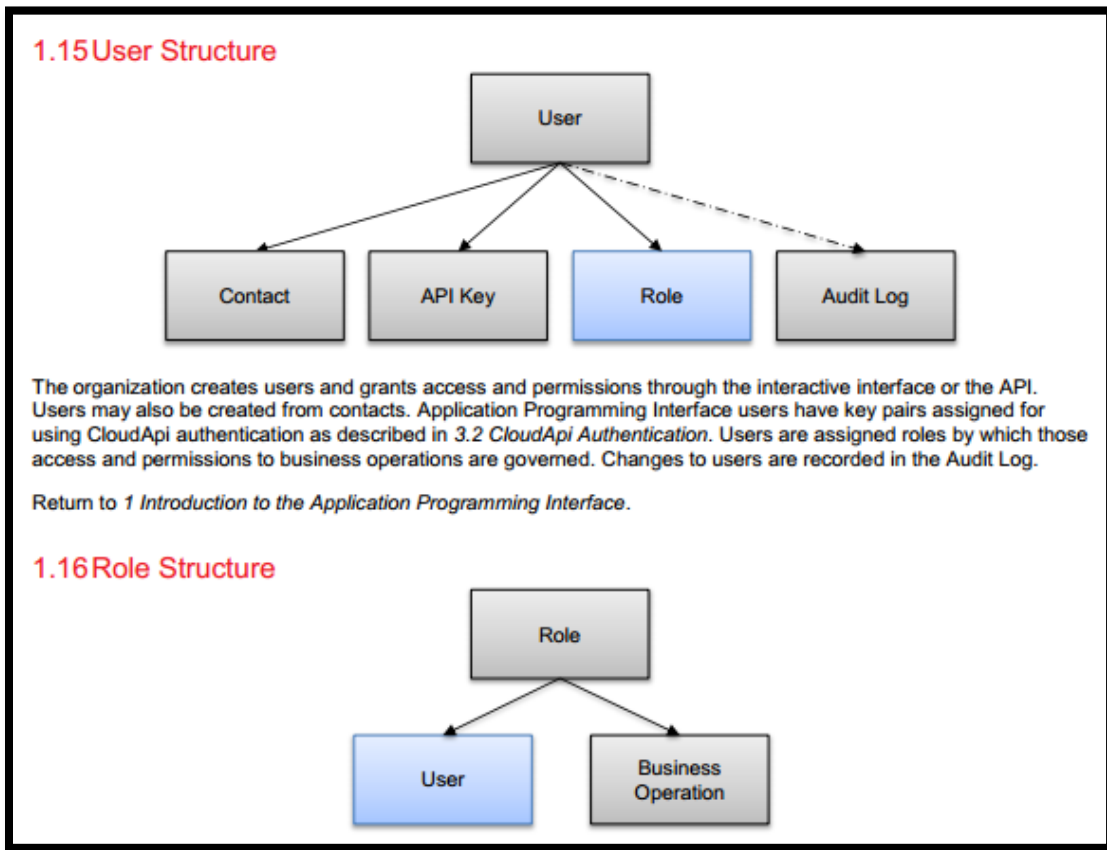 1.15 User Structure
User
Contact
API Key
Role
Audit Log
The organization creates users and grants access and permissions through the interactive interface or the API.
Users may also be created from contacts. Application Programming Interface users have key pairs assigned for
using CloudApi authentication as described in 3.2 CloudApi Authentication. Users are assigned roles by which those
access and permissions to business operations are governed. Changes to users are recorded in the Audit Log.
Return to 1 Introduction to the Application Programming Interface.
1.16 Role Structure
Role
User
Business
Operation